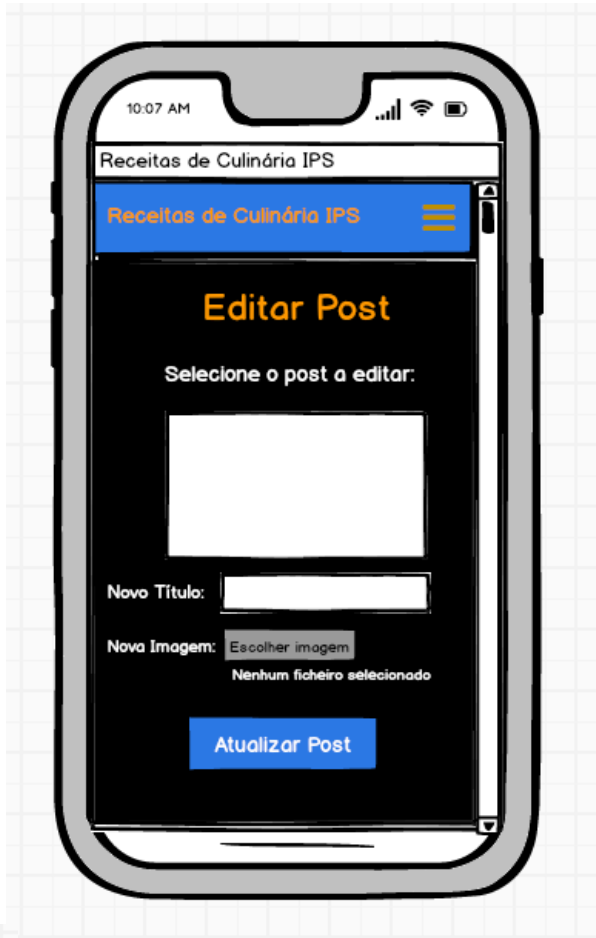 10:07 AM
Receitas de Culinária IPS
Receitas de Culinária IPS
Editar Post
Selecione o post a editar:
Novo Título:
Nova Imagem: Escolher imagem
Nenhum ficheiro selecionado
Atualizar Post